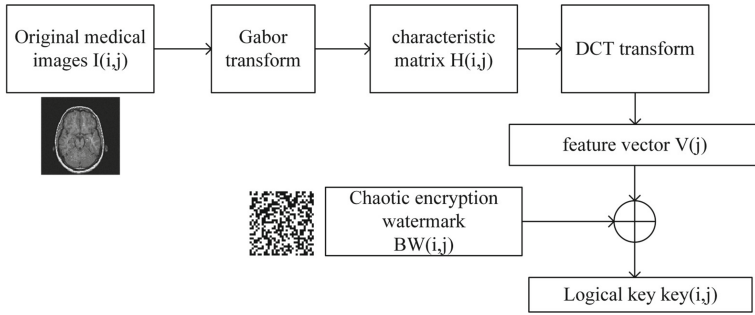 Original medical
images I(i,j)
Gabor
transform
characteristic
matrix H(i,j)
DCT transform
feature vector V(j)
Chaotic encryption
watermark
BW(i,j)
Logical key key(i,j)